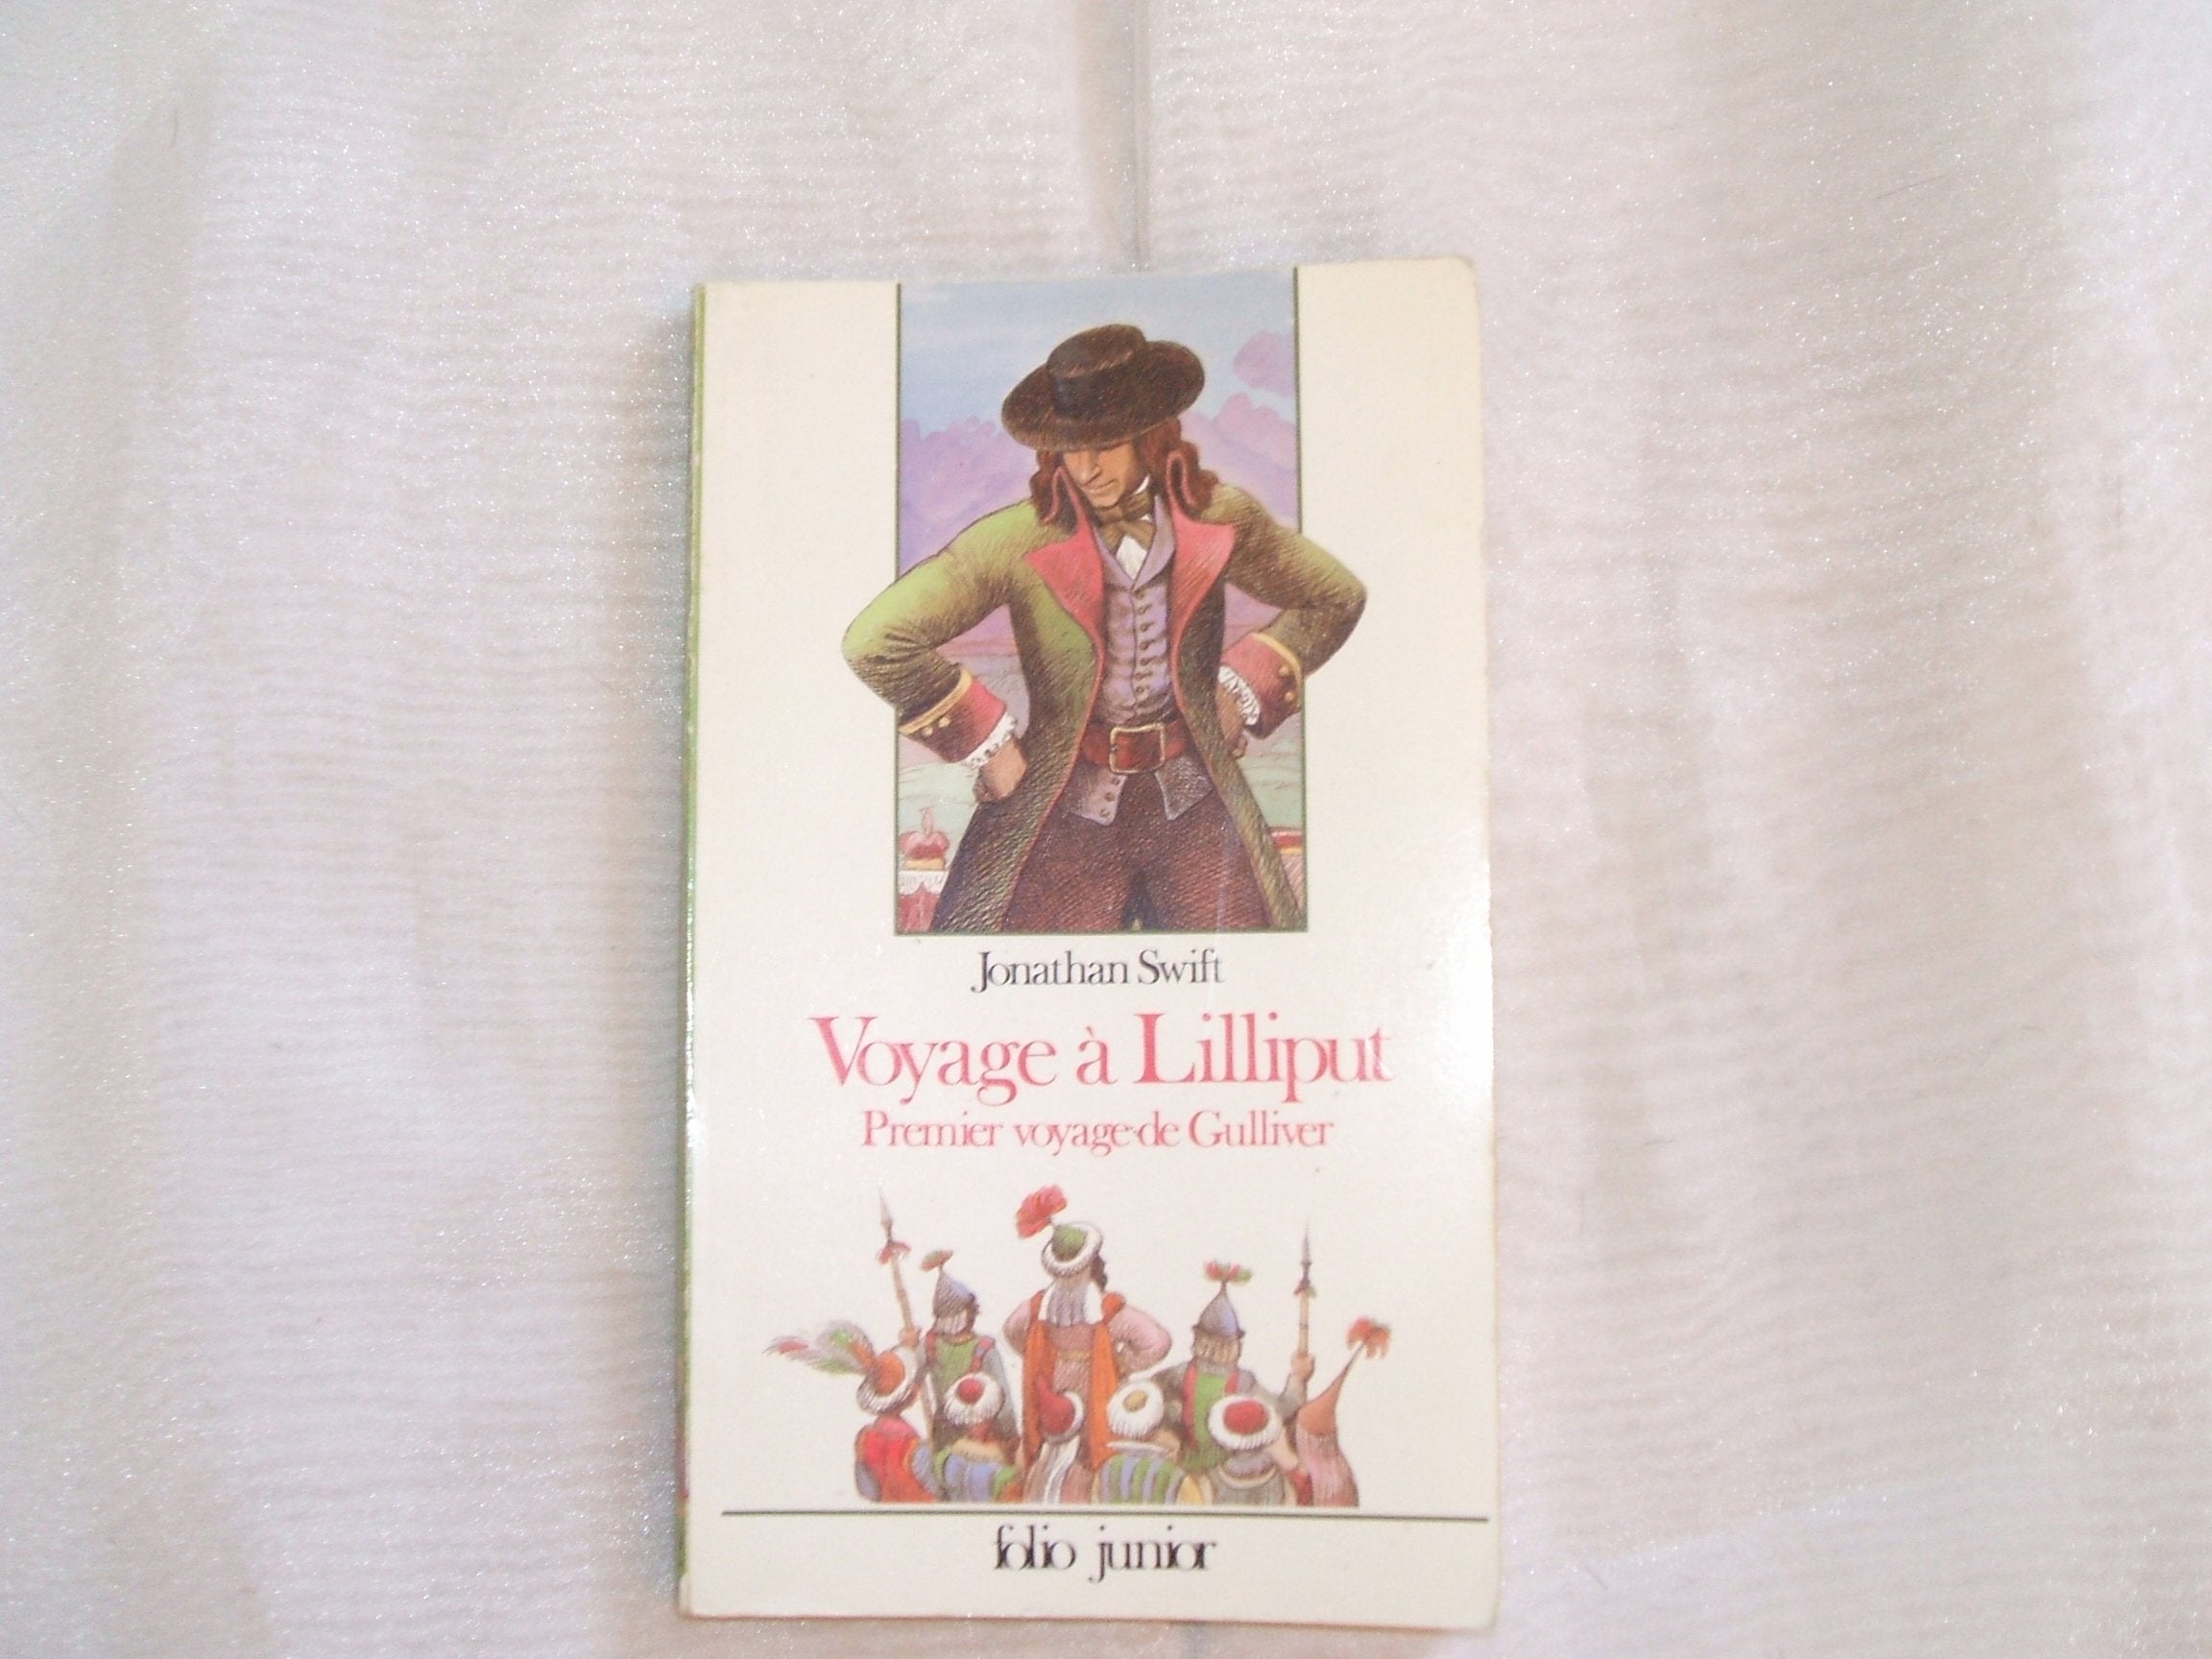 Jonathan Swift
Voyage à Lilliput
Premier voyage de Gulliver
folio junior